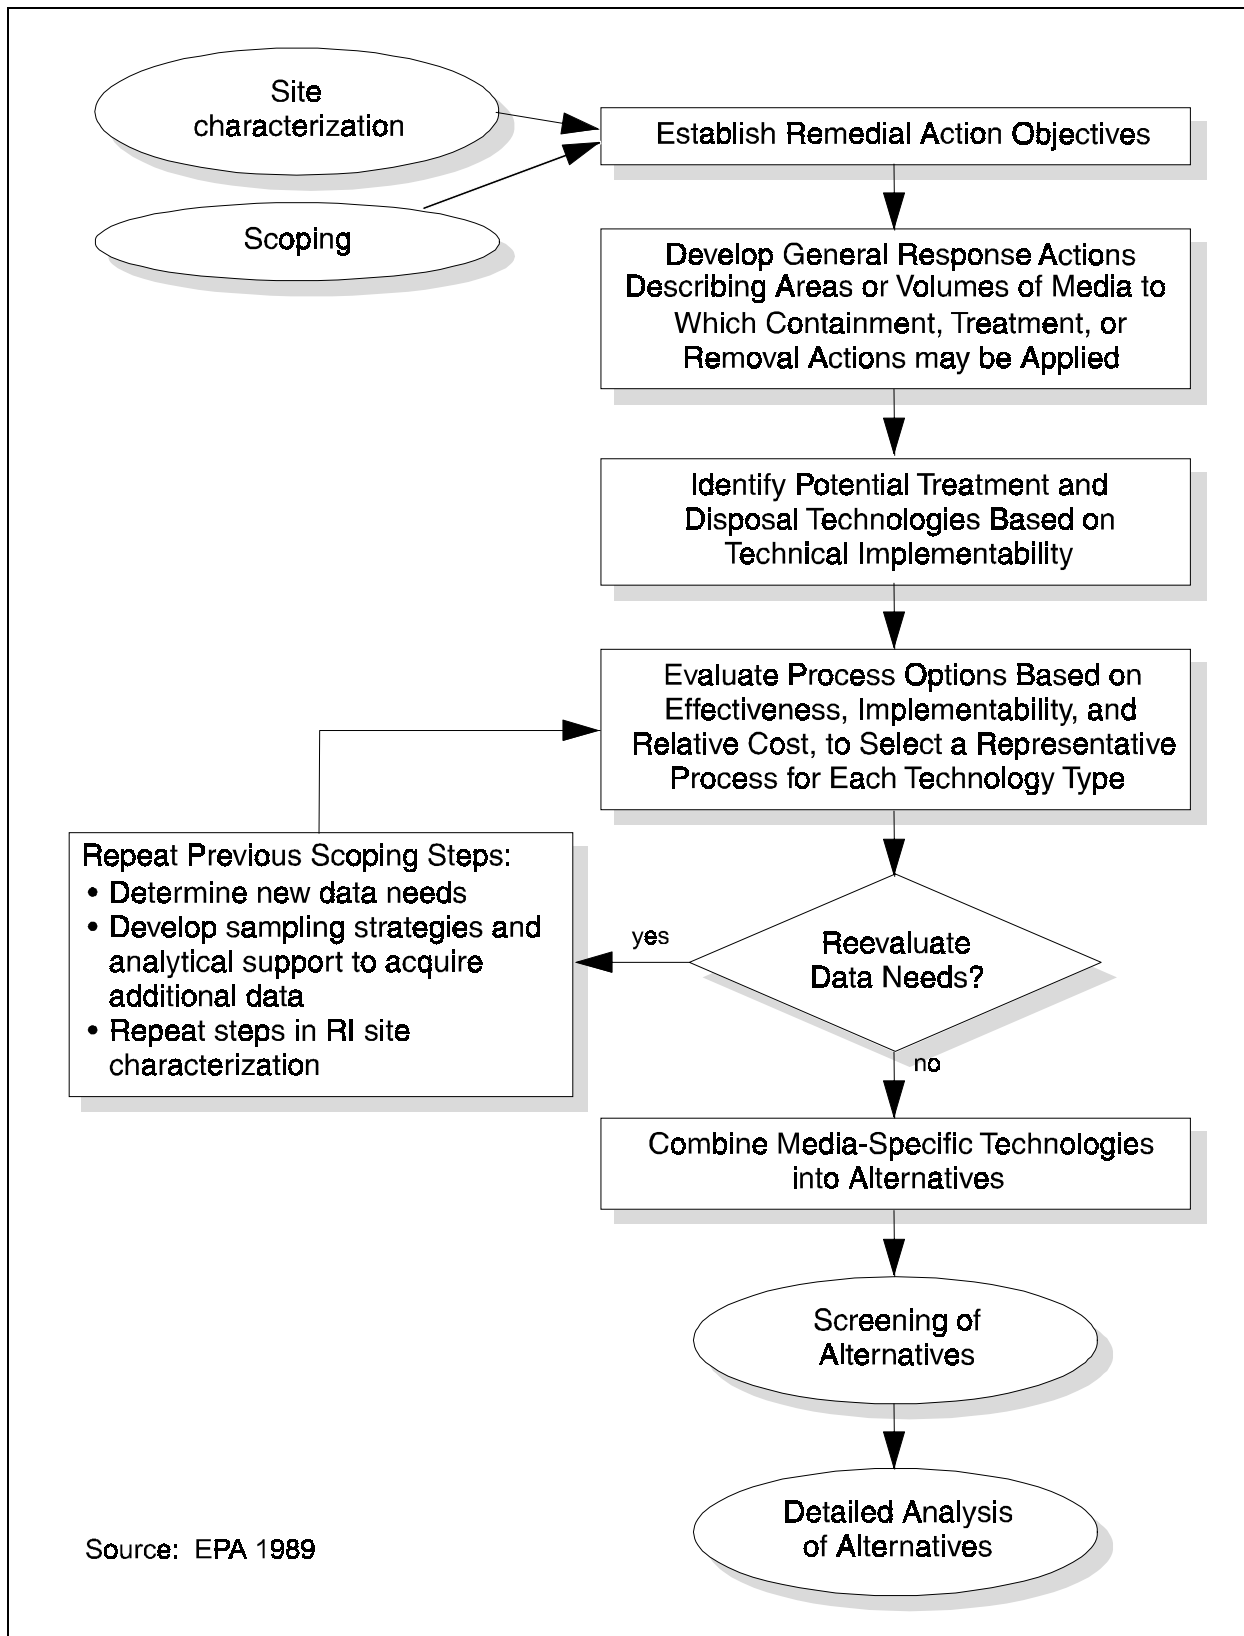 Site
characterization
Establish Remedial Action Objectives
Scoping
Develop General Response Actions
Describing Areas or Volumes of Media to
Which Containment, Treatment, or
Removal Actions may be Applied
Identify Potential Treatment and
Disposal Technologies Based on
Technical Implementability
Evaluate Process Options Based on
Effectiveness, Implementability, and
Relative Cost, to Select a Representative
Process for Each Technology Type
Repeat Previous Scoping Steps:
• Determine new data needs
• Develop sampling strategies and
analytical support to acquire
additional data
• Repeat steps in RI site
characterization
yes
Reevaluate
Data Needs?
no
Combine Media-Specific Technologies
into Alternatives
Screening of
Alternatives
Detailed Analysis
of Alternatives
Source: EPA 1989